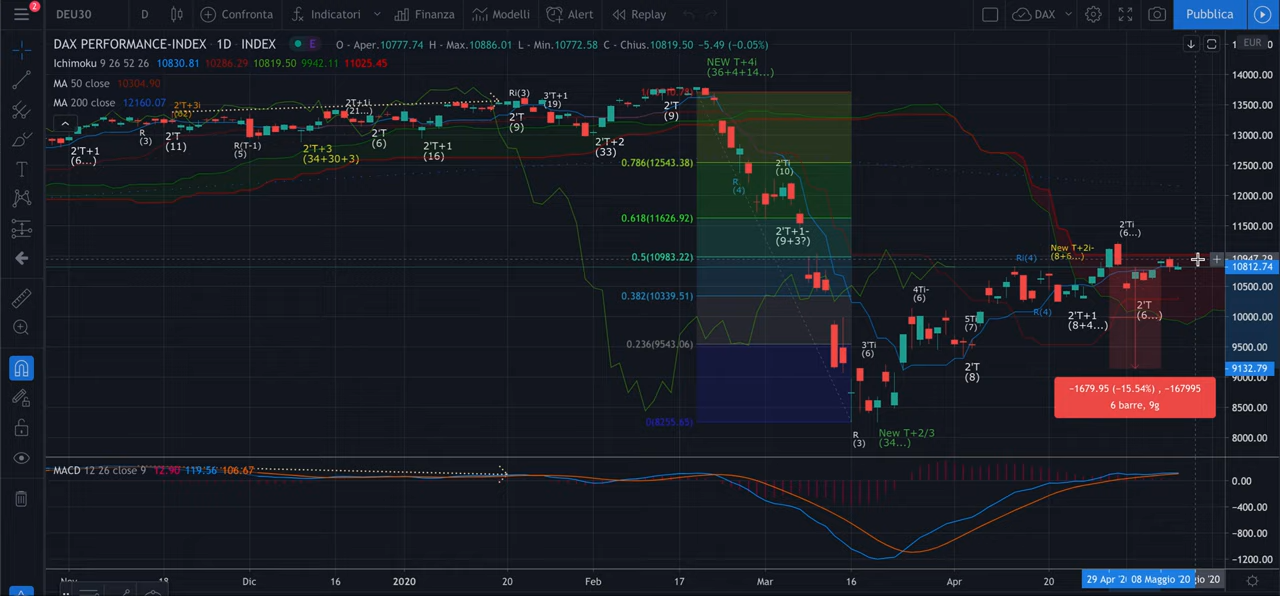 2
DEU30 D Confronta Indicatori Finanza Modelli Alert Replay DAX Pubblica
DAX PERFORMANCE-INDEX · 1D · INDEX E O - Aper.10777.74 H - Max.10886.01 L - Min.10772.58 C - Chius.10819.50 -5.49 (-0.05%)
EUR
Ichimoku 9 26 52 26 10830.81 10286.29 10819.50 9942.11 11025.45
MA 50 close 10304.90
MA 200 close 12160.07
NEW T+4i
(36+4+14...)
2'T+3i
(62)
2'T+1i
(21...)
Ri(3)
3'T+1
(19)
2'T
(9)
2'T+1
(6...)
R
(3)
2'T
(11)
R(T-1)
(5)
2'T+3
(34+30+3)
2'T
(6)
2'T+1
(16)
2'T
(9)
2'T+2
(33)
0.786(12543.38)
0.618(11626.92)
0.5(10983.22)
0.382(10339.51)
0.236(9543.06)
0(8255.65)
R
(4)
2'Ti
(10)
2'T+1-
(9+3?)
3'Ti
(6)
4Ti-
(6)
5Ti
(7)
2'T
(8)
R
(3)
New T+2/3
(34...)
Ri(4)
R(4)
New T+2i-
(8+6...)
2'T+1
(8+4...)
2'Ti
(6...)
2'T
(6...)
-1679.95 (-15.54%) , -167995
6 barre, 9g
14000.00
13500.00
13000.00
12500.00
12000.00
11500.00
10947.29
10812.74
10500.00
10000.00
9500.00
9132.79
9000.00
8500.00
8000.00
MACD 12 26 close 9 12.90 119.56 106.67
0.00
-400.00
-800.00
-1200.00
Nov 18 Dic 16 2020 20 Feb 17 Mar 16 Apr 20 29 Apr '2 08 Maggio '20 gio '20